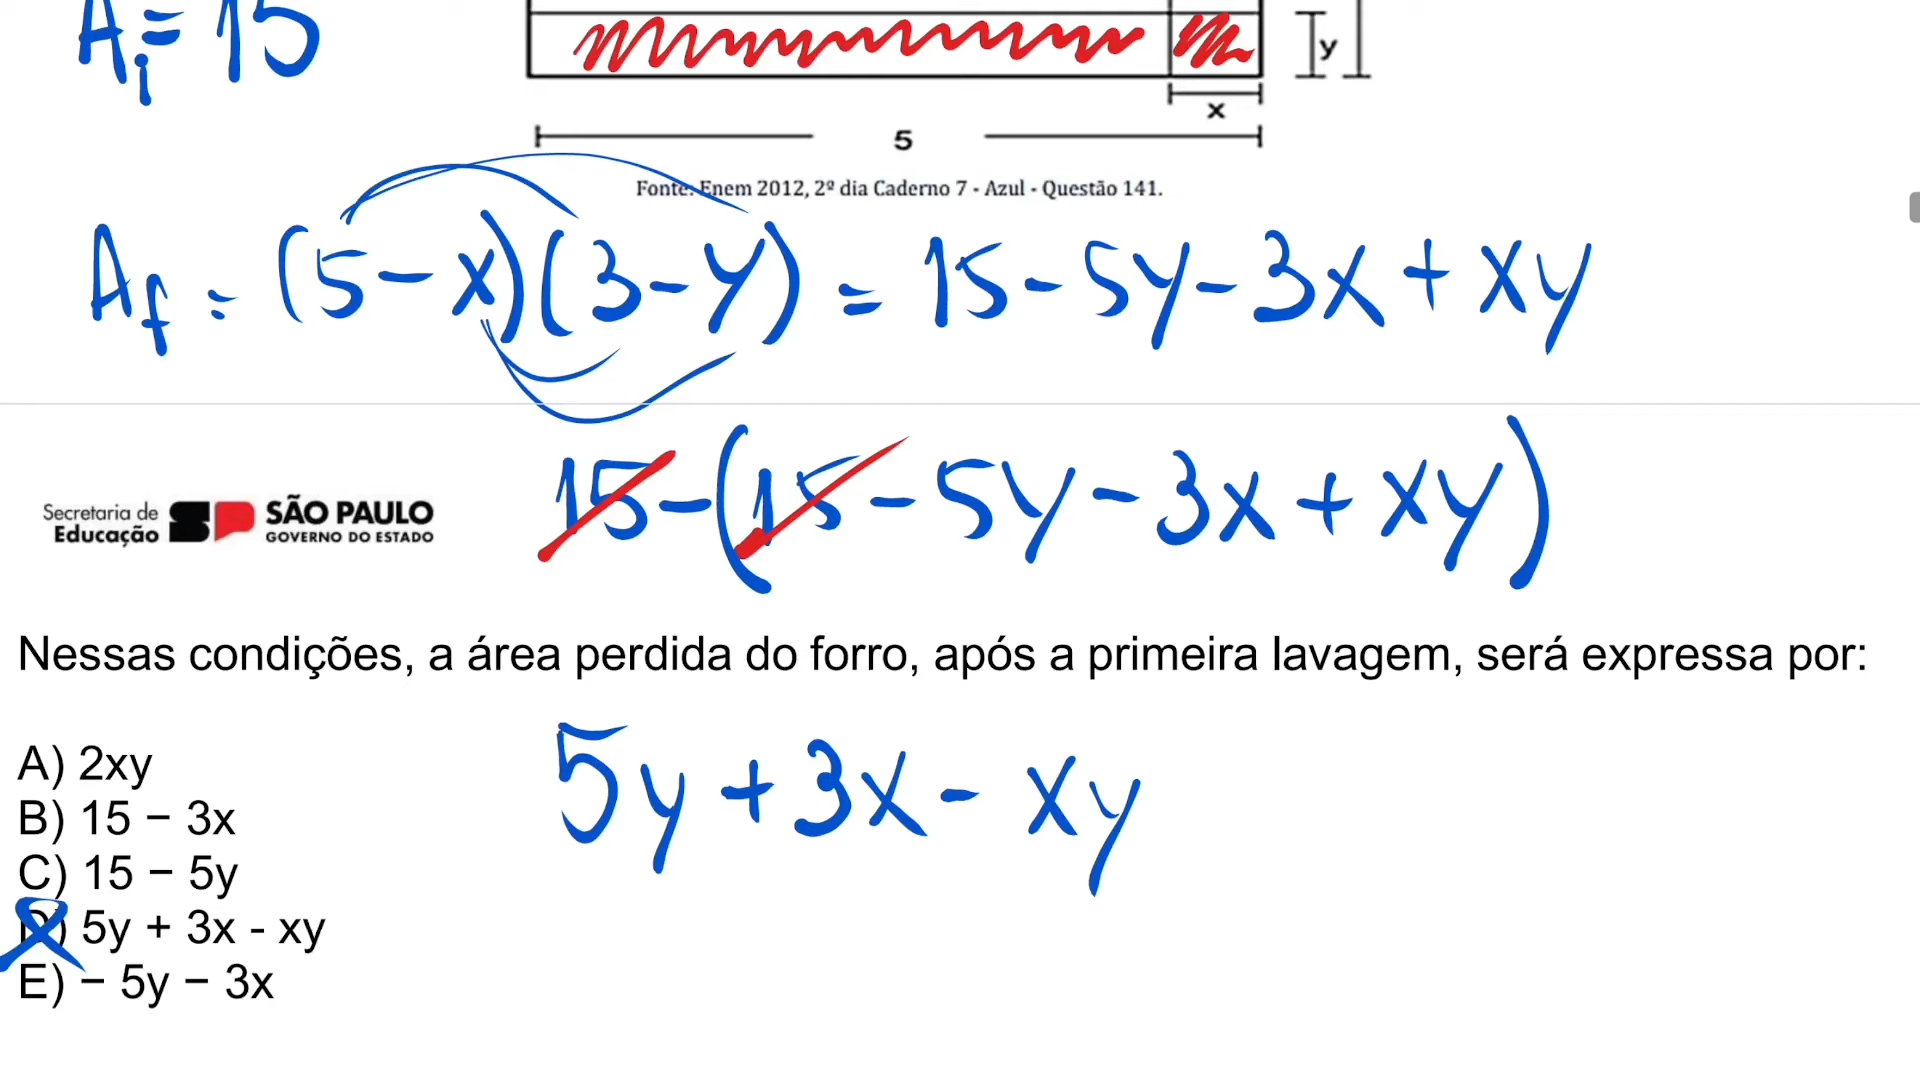 Ai = 15
y
x
5
Fonte: Enem 2012, 2º dia Caderno 7 - Azul - Questão 141.
Af = (5 - x)(3 - y) = 15 - 5y - 3x + xy
15 - (15 - 5y - 3x + xy)
Secretaria de
Educação
SP
SÃO PAULO
GOVERNO DO ESTADO
Nessas condições, a área perdida do forro, após a primeira lavagem, será expressa por:
5y + 3x - xy
A) 2xy
B) 15 − 3x
C) 15 − 5y
D) 5y + 3x - xy
E) − 5y − 3x